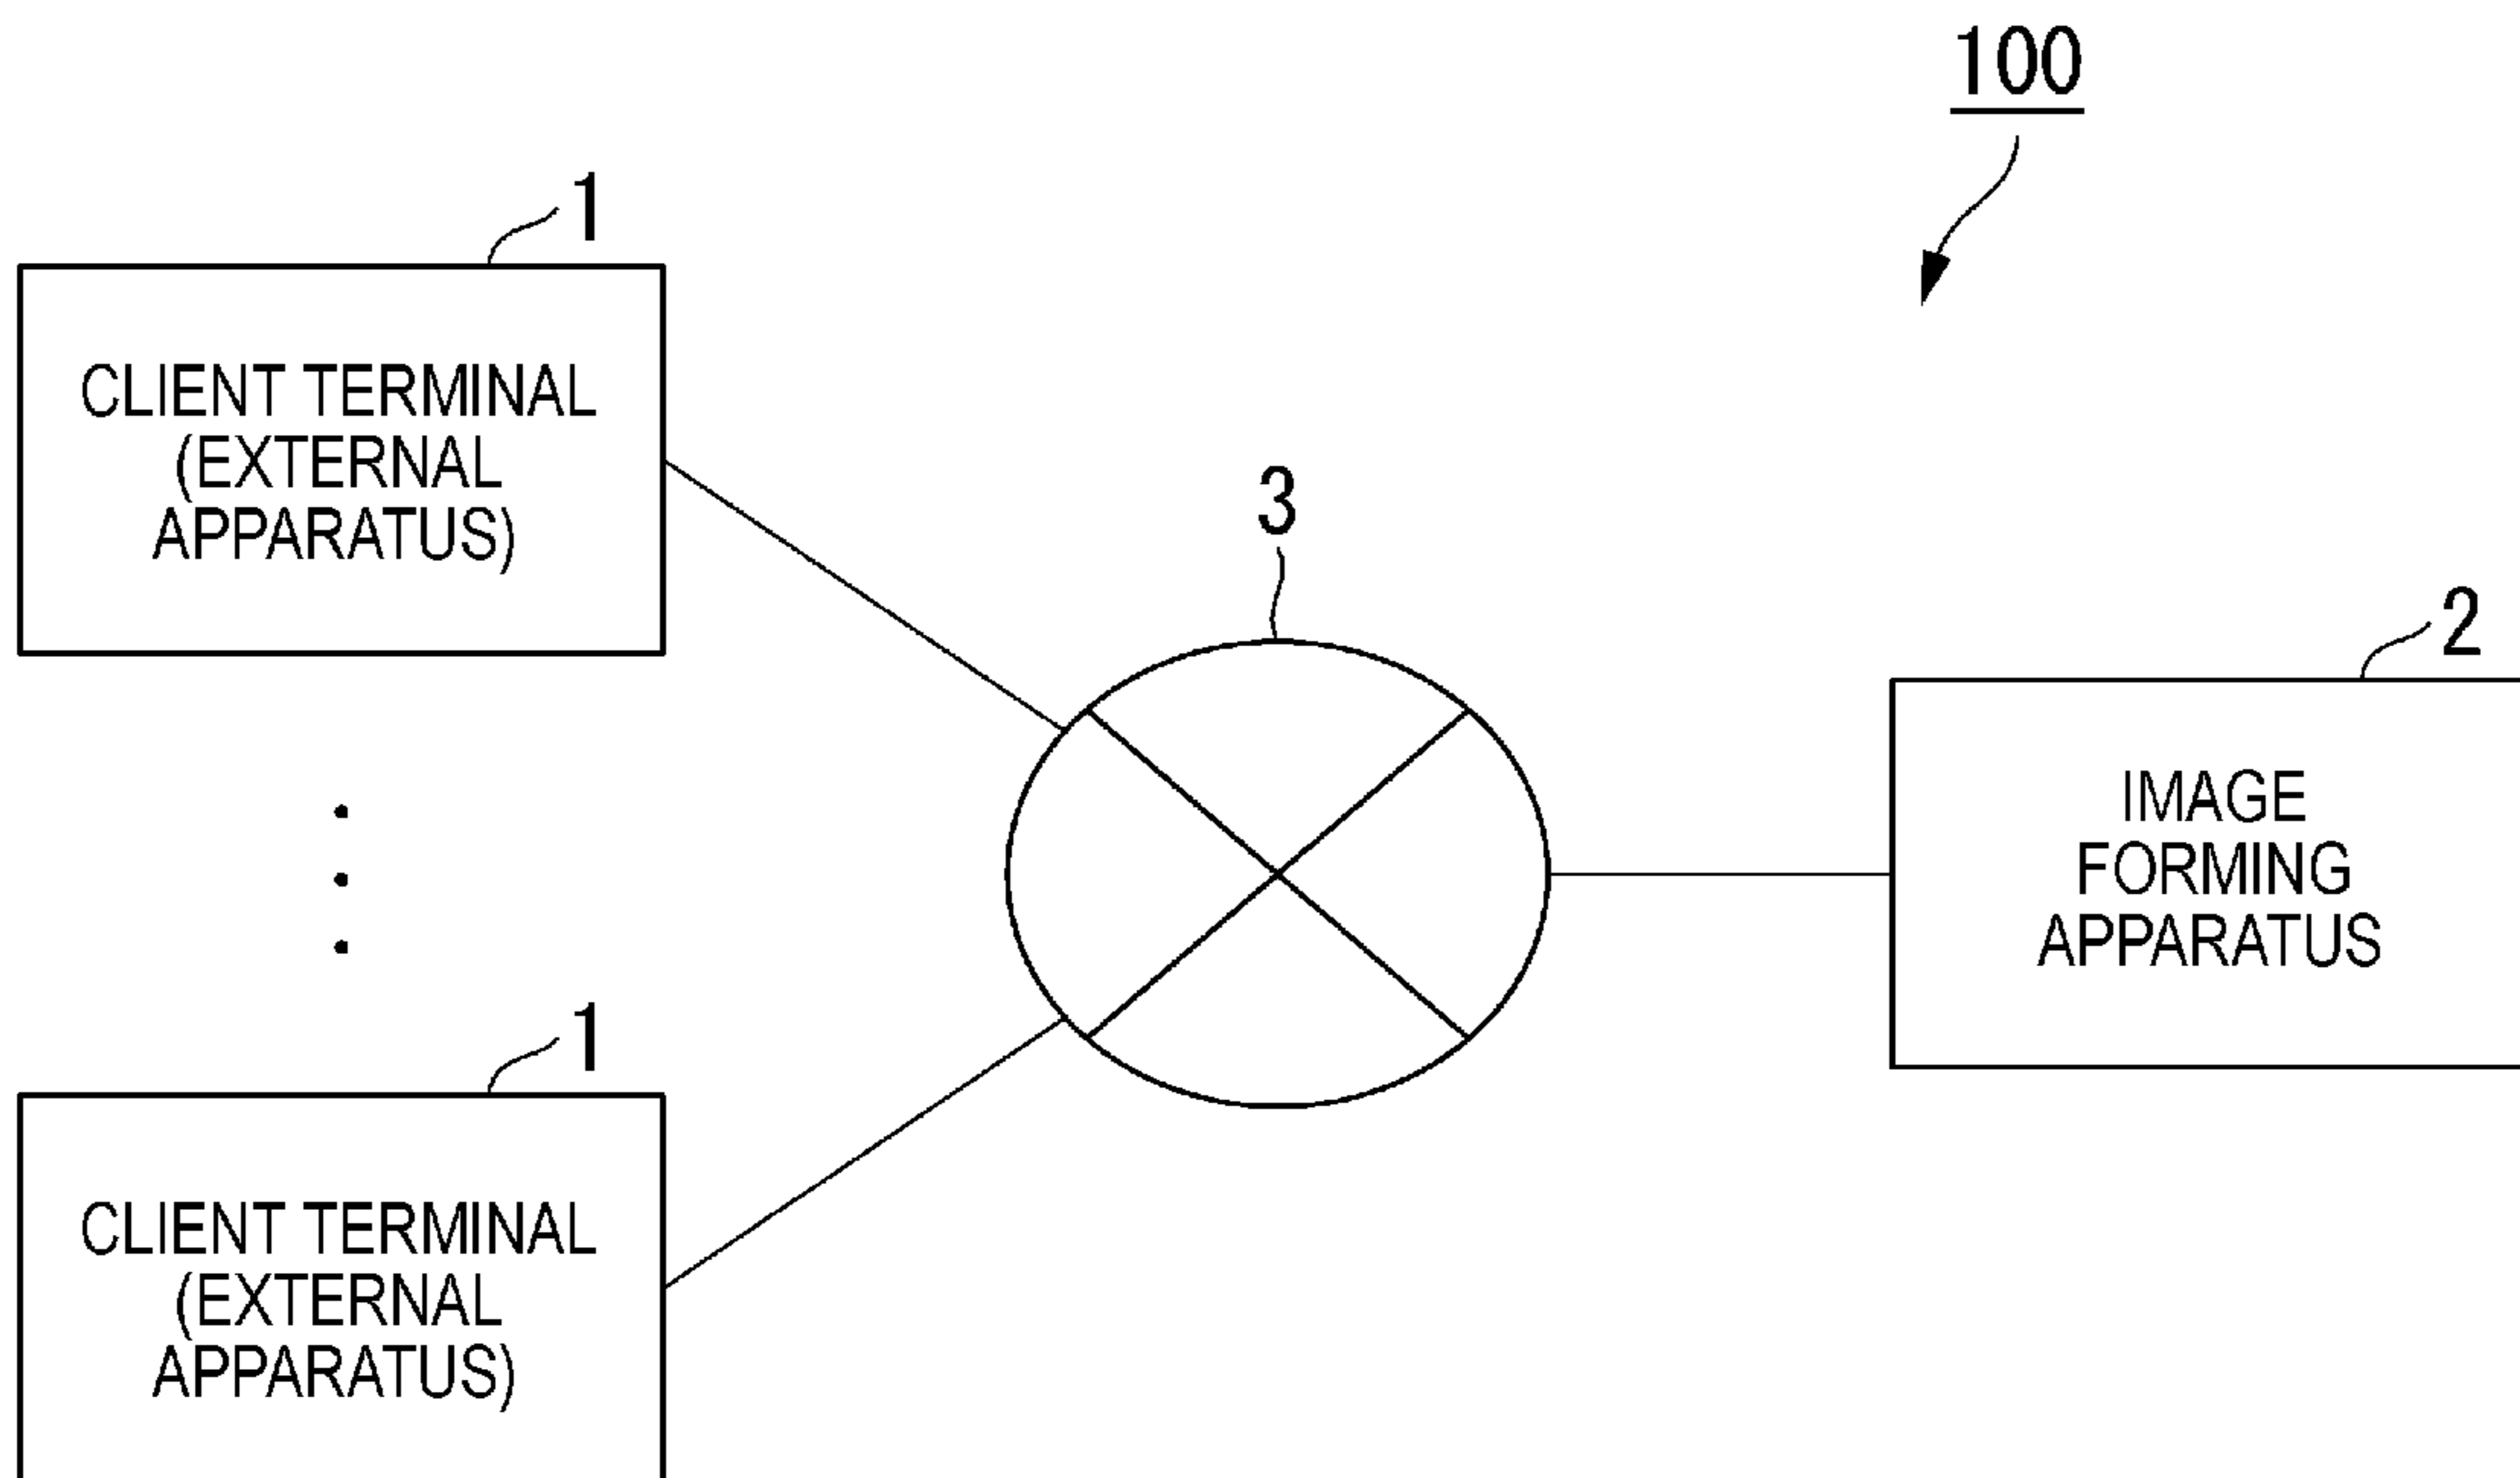 100
1
CLIENT TERMINAL
(EXTERNAL
APPARATUS)
3
2
IMAGE
FORMING
APPARATUS
1
CLIENT TERMINAL
(EXTERNAL
APPARATUS)